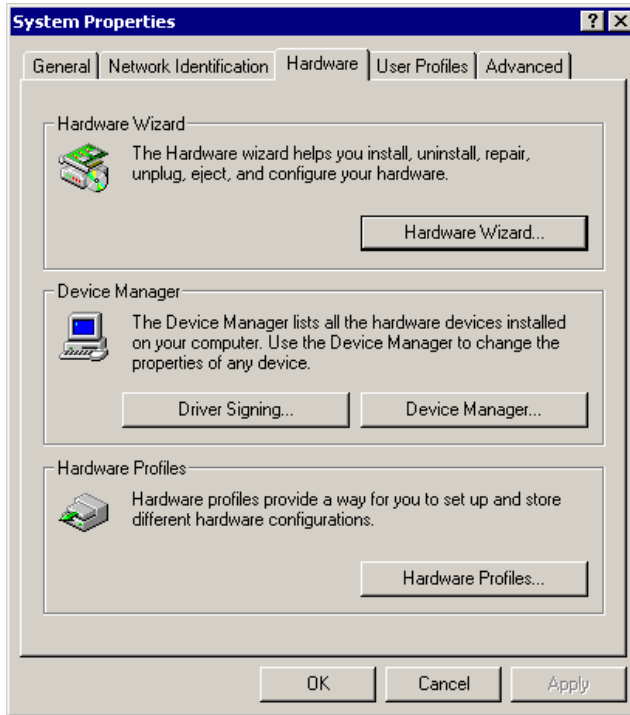 System Properties
General
Network Identification
Hardware
User Profiles
Advanced
Hardware Wizard
The Hardware wizard helps you install, uninstall, repair,
unplug, eject, and configure your hardware.
Hardware Wizard...
Device Manager
The Device Manager lists all the hardware devices installed
on your computer. Use the Device Manager to change the
properties of any device.
Driver Signing...
Device Manager...
Hardware Profiles
Hardware profiles provide a way for you to set up and store
different hardware configurations.
Hardware Profiles...
OK
Cancel
Apply